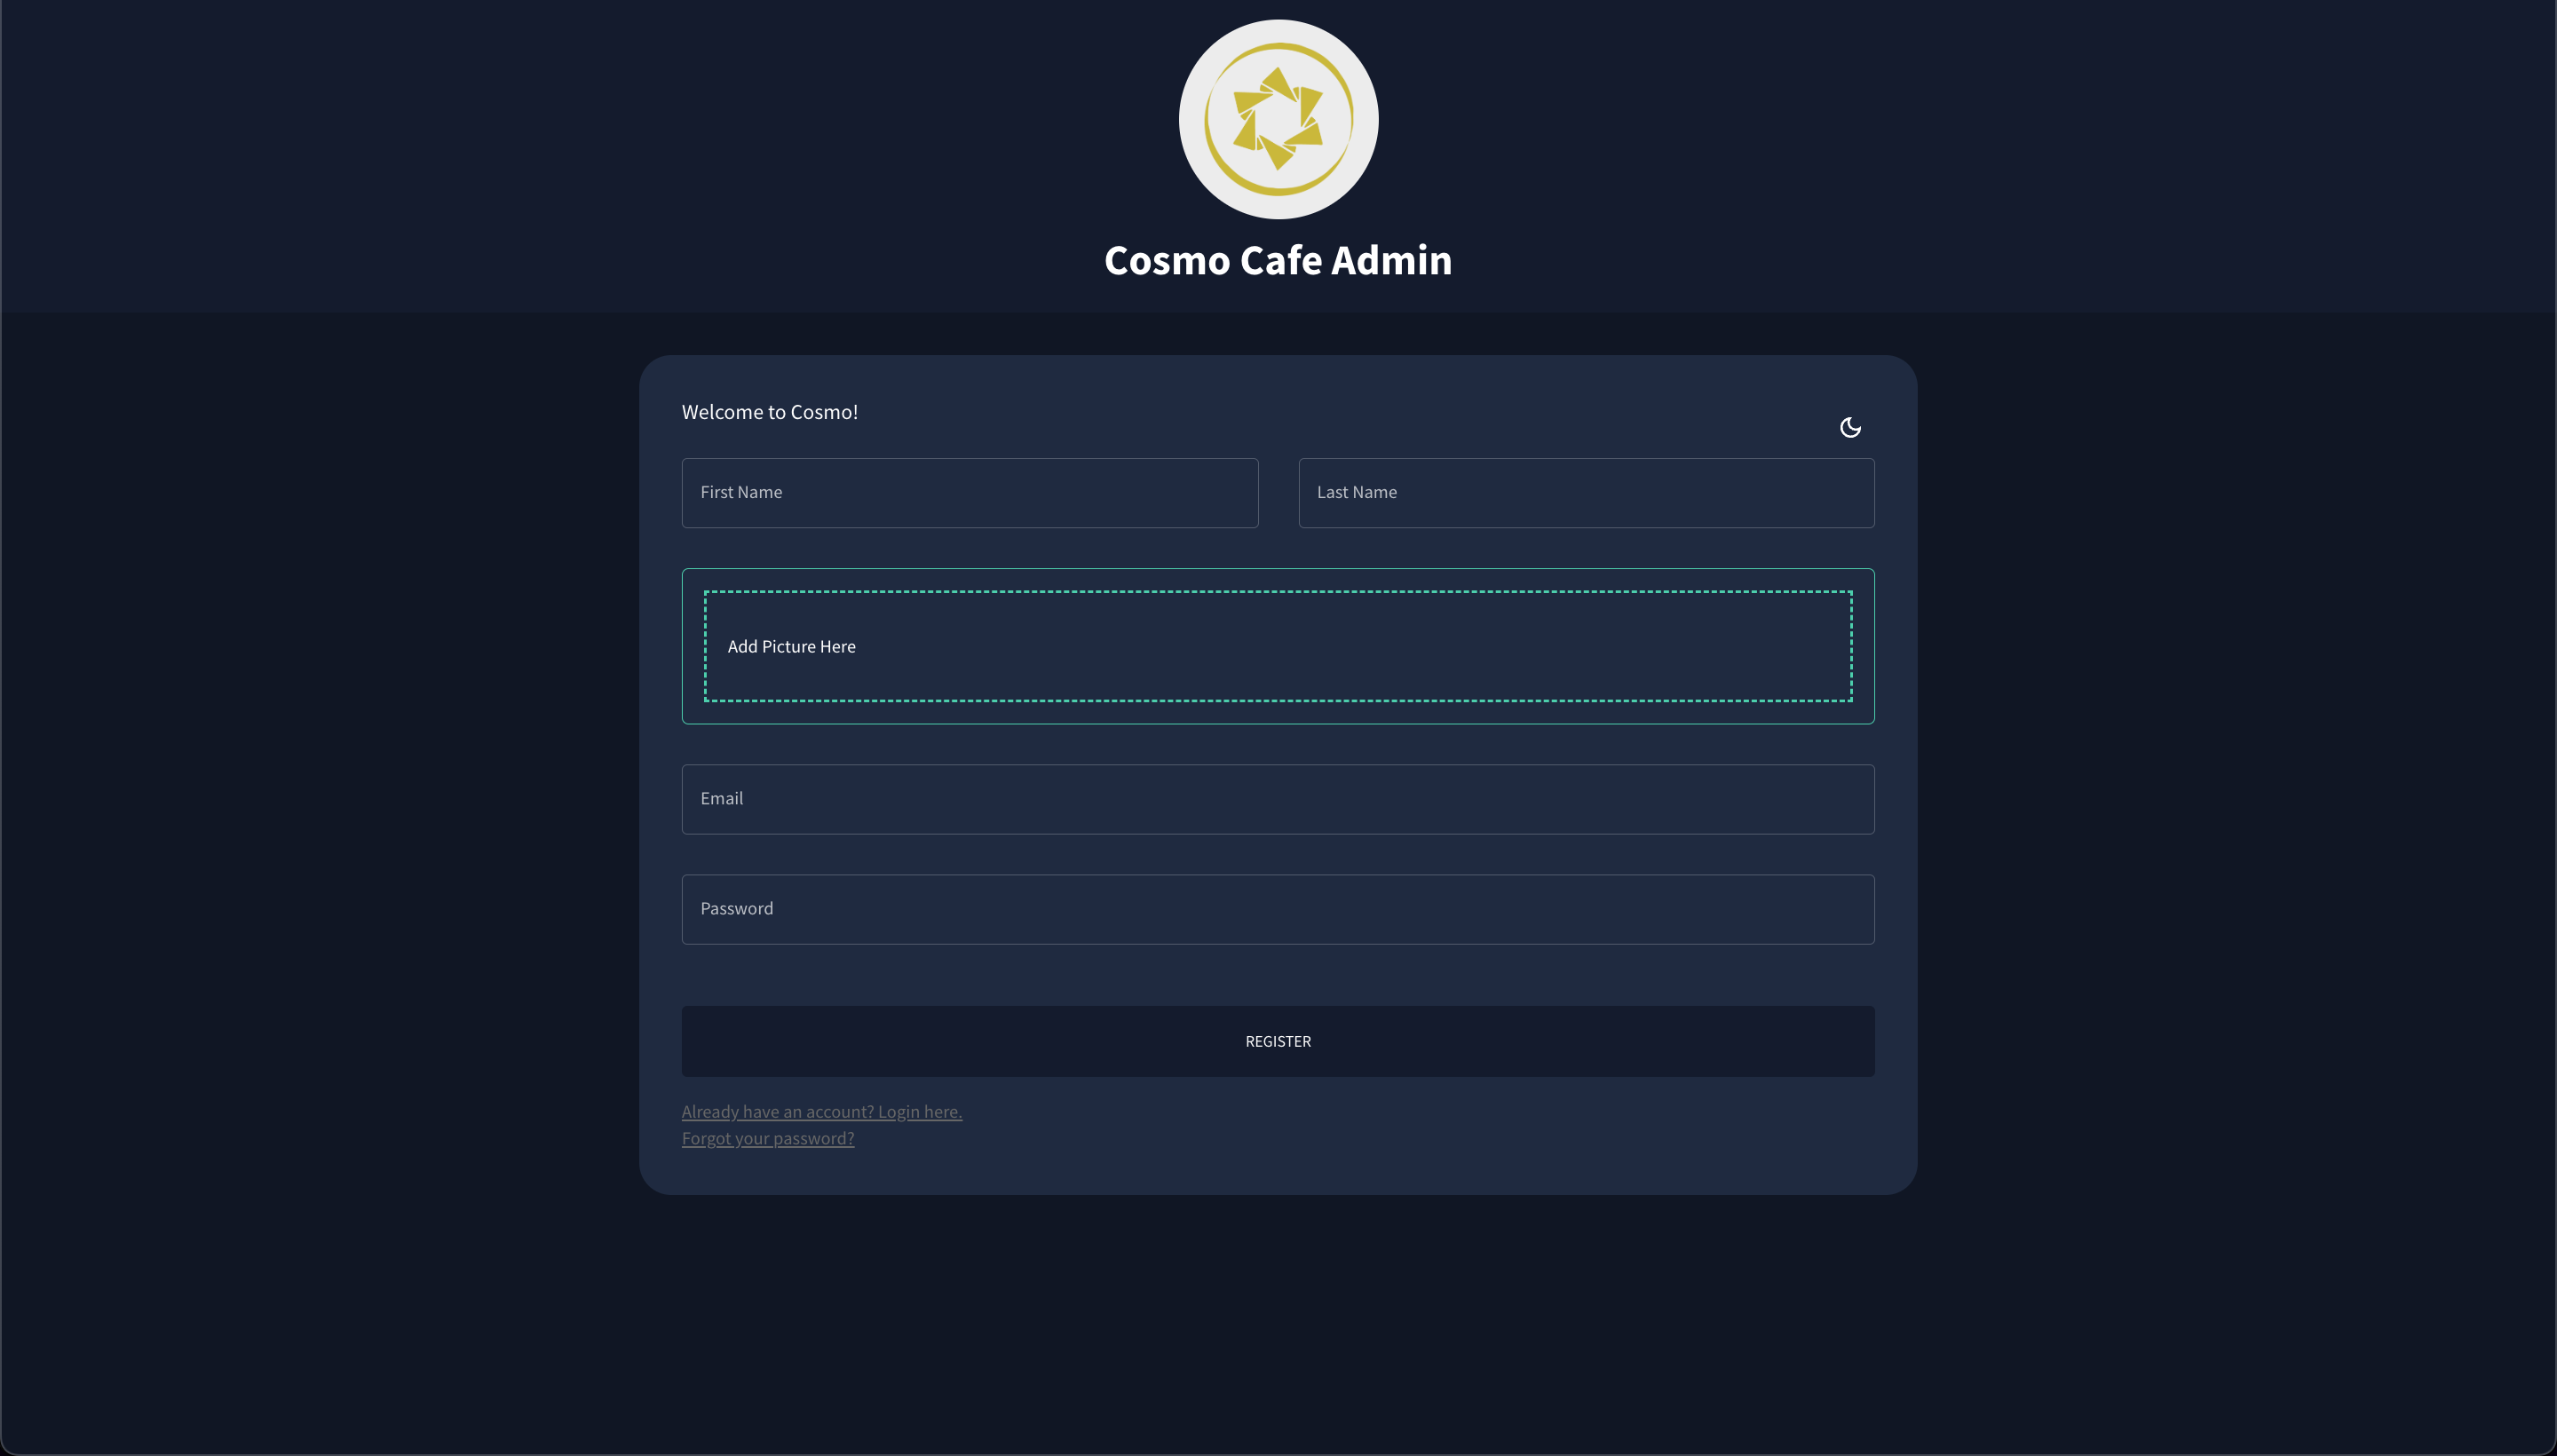 Cosmo Cafe Admin
Welcome to Cosmo!
First Name
Last Name
Add Picture Here
Email
Password
REGISTER
Already have an account? Login here.
Forgot your password?